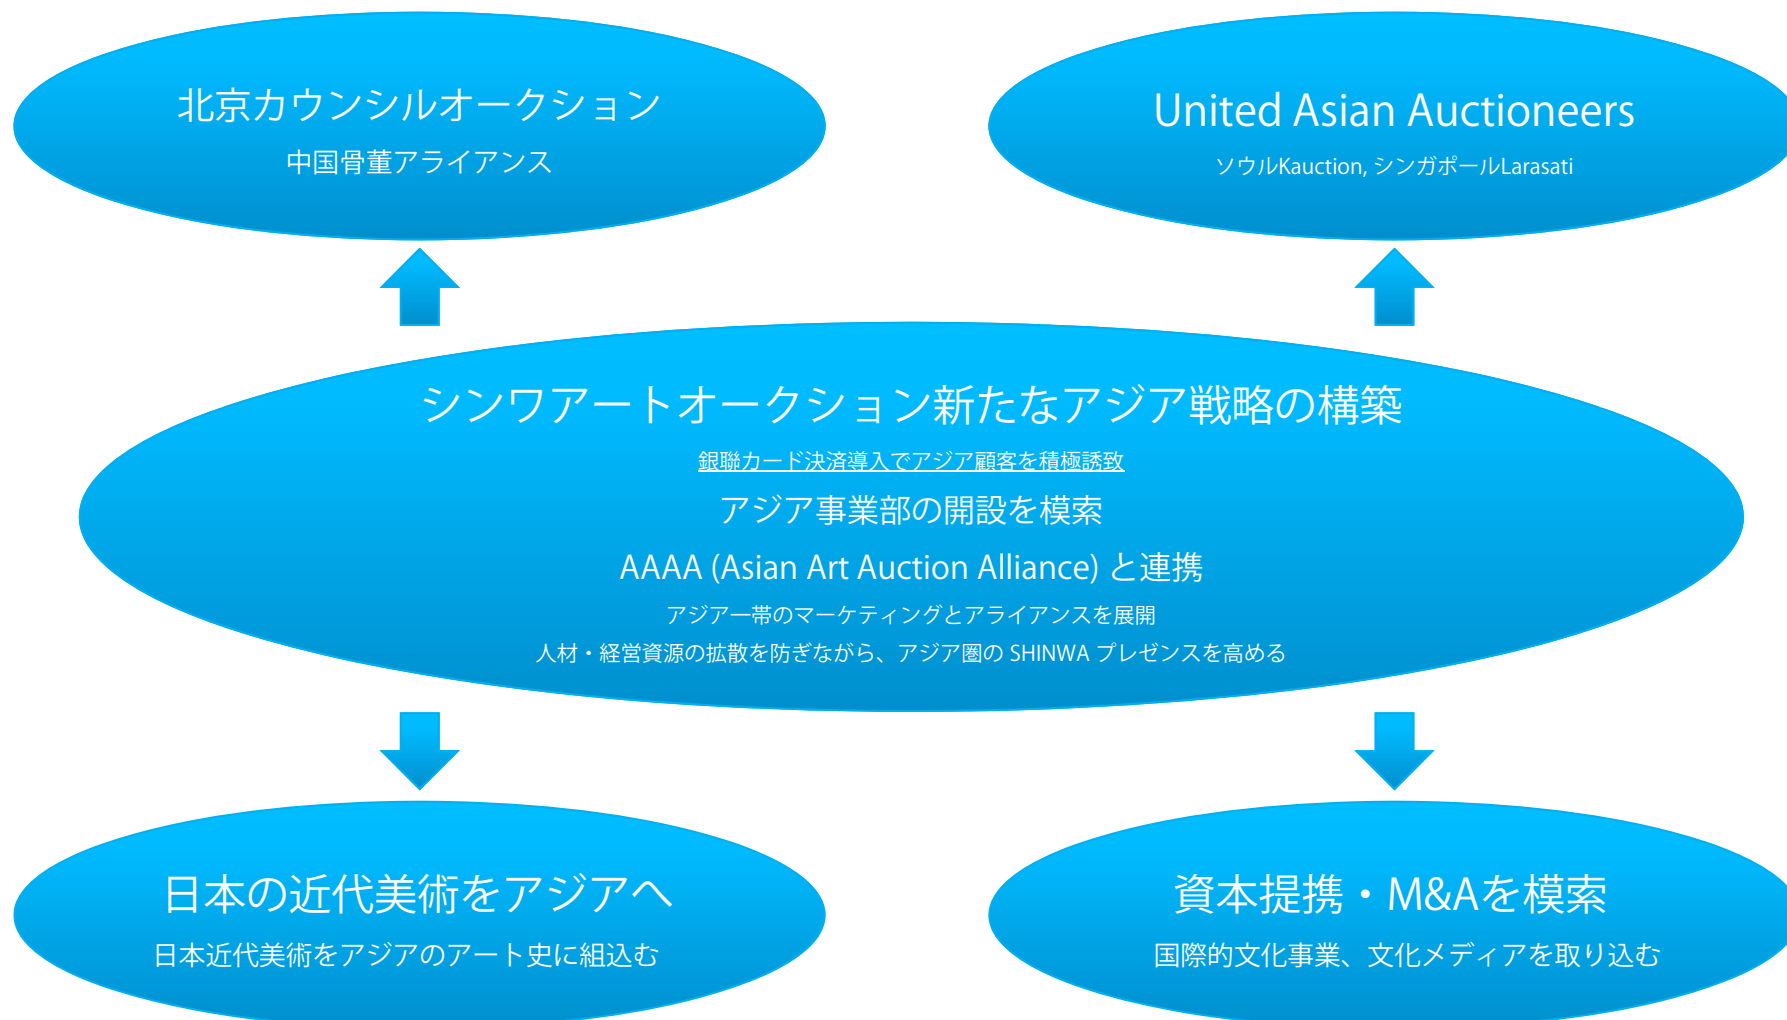 北京カウンシルオークション
中国骨董アライアンス
United Asian Auctioneers
ソウルKauction, シンガポールLarasati
シンワアートオークション新たなアジア戦略の構築
銀聯カード決済導入でアジア顧客を積極誘致
アジア事業部の開設を模索
AAAA (Asian Art Auction Alliance) と連携
アジア一帯のマーケティングとアライアンスを展開
人材・経営資源の拡散を防ぎながら、アジア圏の SHINWA プレゼンスを高める
日本の近代美術をアジアへ
日本近代美術をアジアのアート史に組込む
資本提携・M&Aを模索
国際的文化事業、文化メディアを取り込む